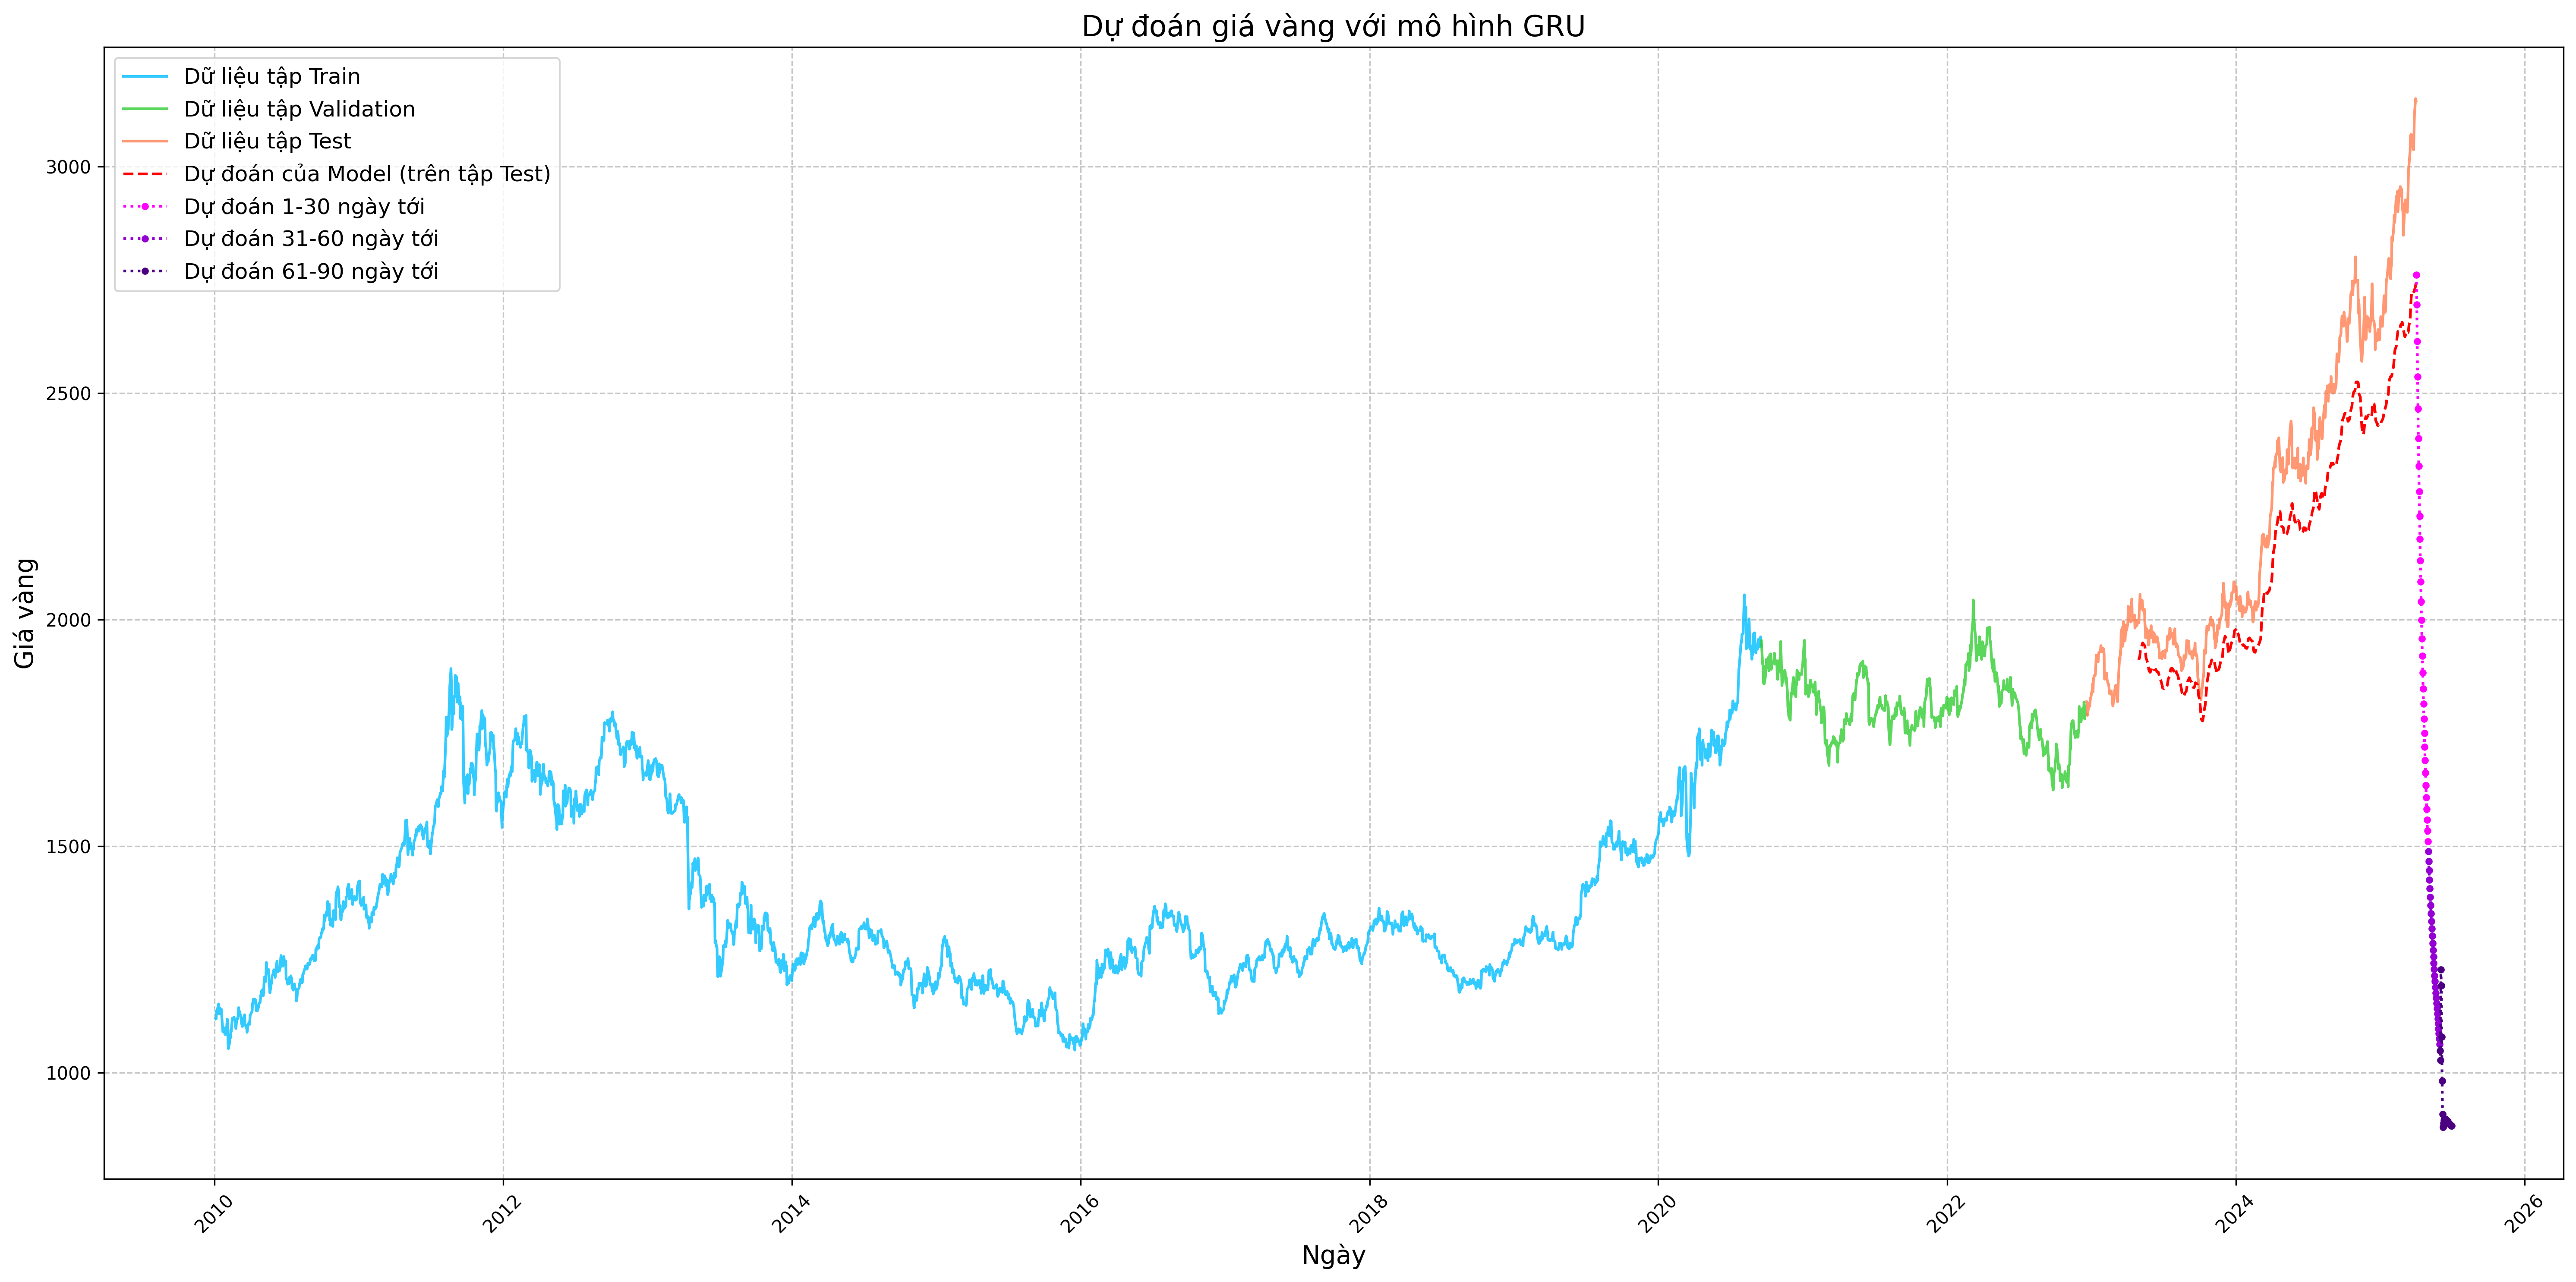 Dự đoán giá vàng với mô hình GRU
Dữ liệu tập Train
Dữ liệu tập Validation
Dữ liệu tập Test
Dự đoán của Model (trên tập Test)
Dự đoán 1-30 ngày tới
Dự đoán 31-60 ngày tới
Dự đoán 61-90 ngày tới
Giá vàng
3000
2500
2000
1500
1000
2010
2012
2014
2016
2018
2020
2022
2024
2026
Ngày